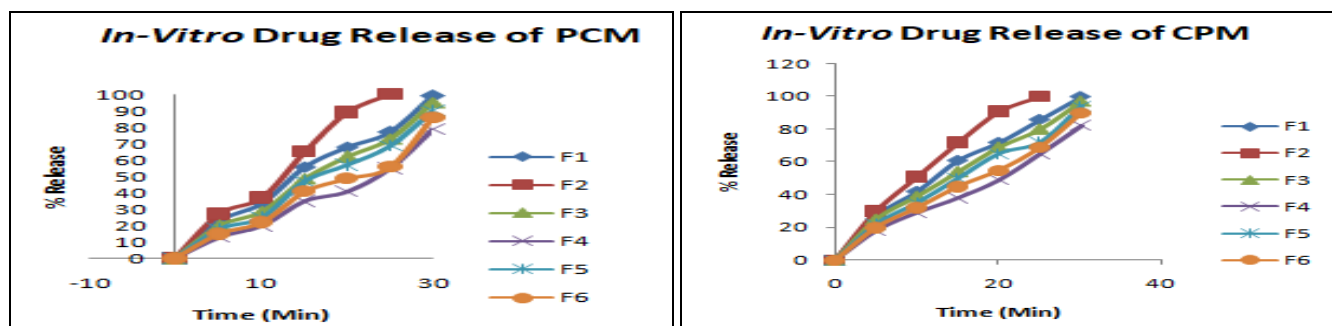 In-Vitro Drug Release of PCM
100
90
80
70
60
50
40
30
20
10
0
-10
10
30
% Release
Time (Min)
F1
F2
F3
F4
F5
F6
In-Vitro Drug Release of CPM
120
100
80
60
40
20
0
0
20
40
% Release
Time (Min)
F1
F2
F3
F4
F5
F6